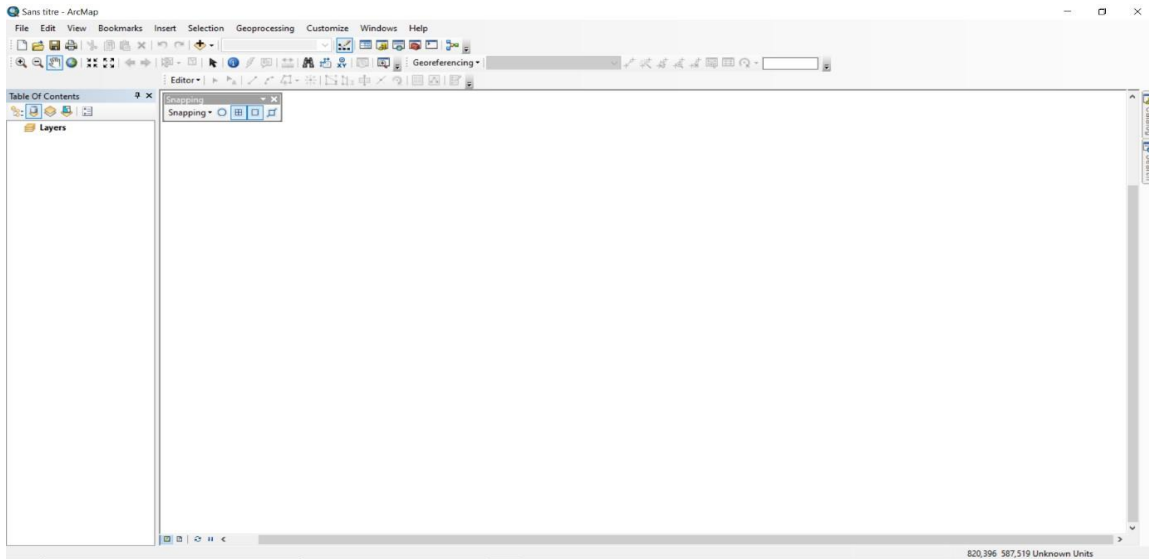 Sans titre - ArcMap
File Edit View Bookmarks Insert Selection Geoprocessing Customize Windows Help
Georeferencing
Editor
Table Of Contents
Snapping
Snapping
Layers
820,396 587,519 Unknown Units